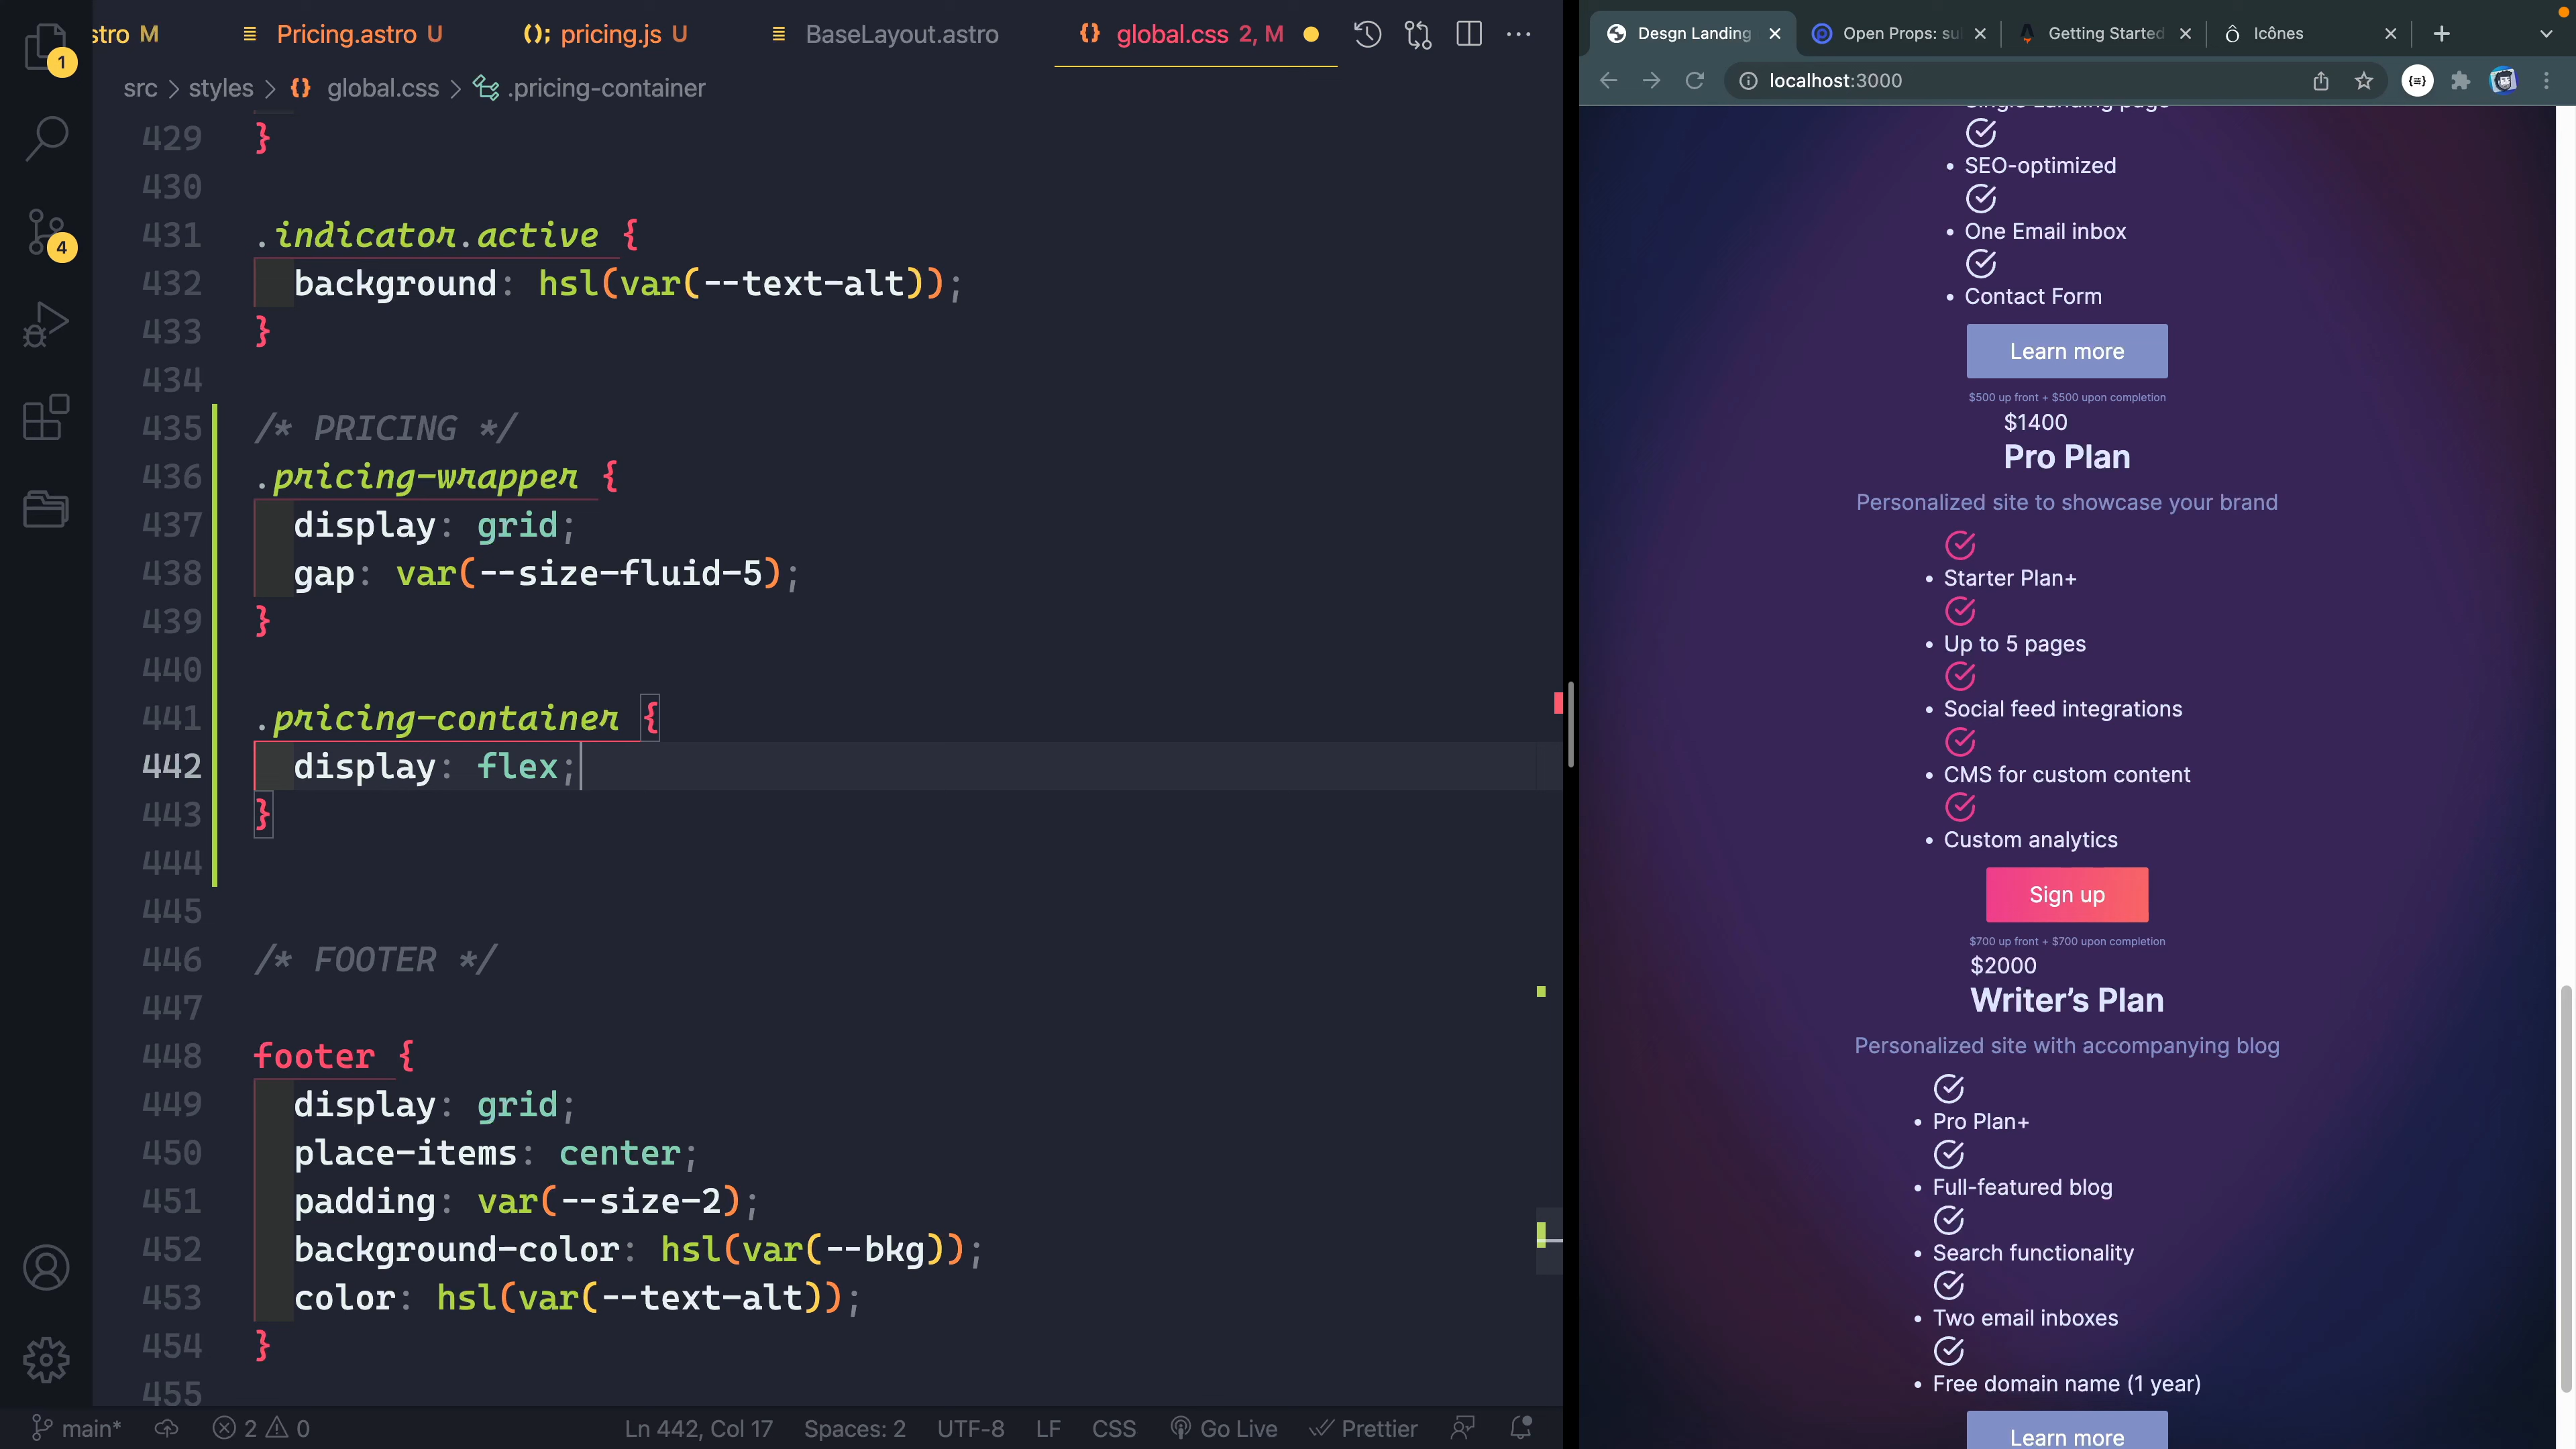 stro M
Pricing.astro U
pricing.js U
BaseLayout.astro
global.css 2, M
src > styles > global.css > .pricing-container
429 }
430
431 .indicator.active {
432 background: hsl(var(--text-alt));
433 }
434
435 /* PRICING */
436 .pricing-wrapper {
437 display: grid;
438 gap: var(--size-fluid-5);
439 }
440
441 .pricing-container {
442 display: flex;
443 }
444
445
446 /* FOOTER */
447
448 footer {
449 display: grid;
450 place-items: center;
451 padding: var(--size-2);
452 background-color: hsl(var(--bkg));
453 color: hsl(var(--text-alt));
454 }
455
1
4
main* 2 0 Ln 442, Col 17 Spaces: 2 UTF-8 LF CSS Go Live Prettier
Desgn Landing
Open Props: su
Getting Started
Icônes
localhost:3000
Single Landing page
• SEO-optimized
• One Email inbox
• Contact Form
Learn more
$500 up front + $500 upon completion
$1400
Pro Plan
Personalized site to showcase your brand
• Starter Plan+
• Up to 5 pages
• Social feed integrations
• CMS for custom content
• Custom analytics
Sign up
$700 up front + $700 upon completion
$2000
Writer’s Plan
Personalized site with accompanying blog
• Pro Plan+
• Full-featured blog
• Search functionality
• Two email inboxes
• Free domain name (1 year)
Learn more